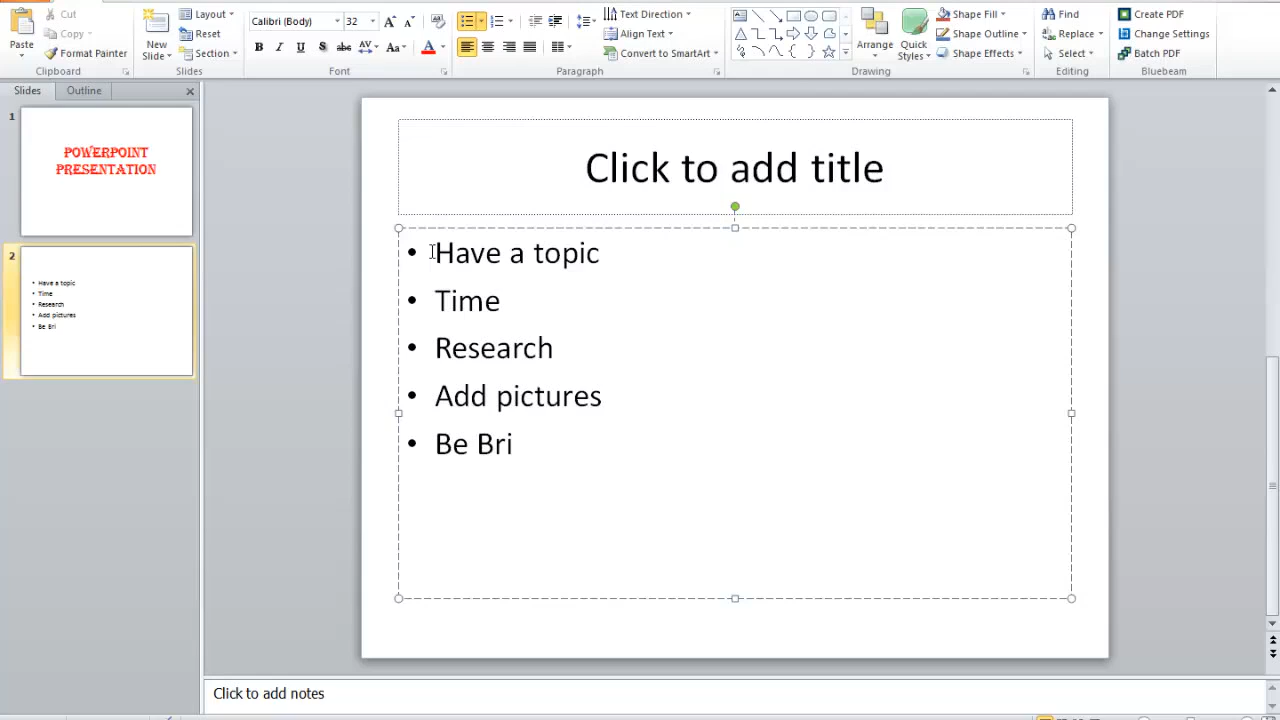 Cut
Copy
Paste
Format Painter
Clipboard
New
Slide
Layout
Reset
Section
Slides
Calibri (Body)
32
B I U S abc AV Aa A
Font
Text Direction
Align Text
Convert to SmartArt
Paragraph
Arrange
Quick
Styles
Shape Fill
Shape Outline
Shape Effects
Drawing
Find
Replace
Select
Editing
Create PDF
Change Settings
Batch PDF
Bluebeam
Slides
Outline
1
POWERPOINT
PRESENTATION
2
• Have a topic
• Time
• Research
• Add pictures
• Be Bri
Click to add title
• Have a topic
• Time
• Research
• Add pictures
• Be Bri
Click to add notes